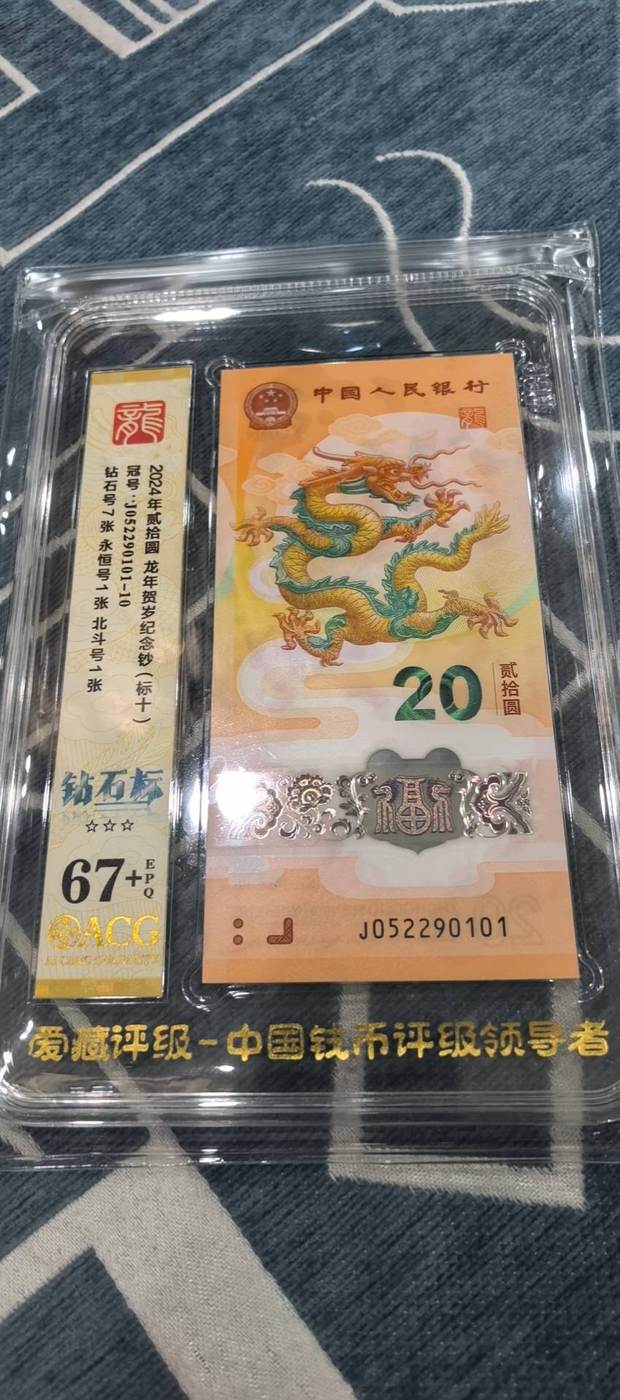 龍
2024年贰拾圆 龙年贺岁纪念钞(标十)
冠号:J052290101-10
钻石号7张 永恒号1张 北斗号1张
钻石标
☆☆☆
67+
EPQ
ACG
中国人民银行
龍
20
贰拾圆
福
J052290101
爱藏评级-中国钱币评级领导者